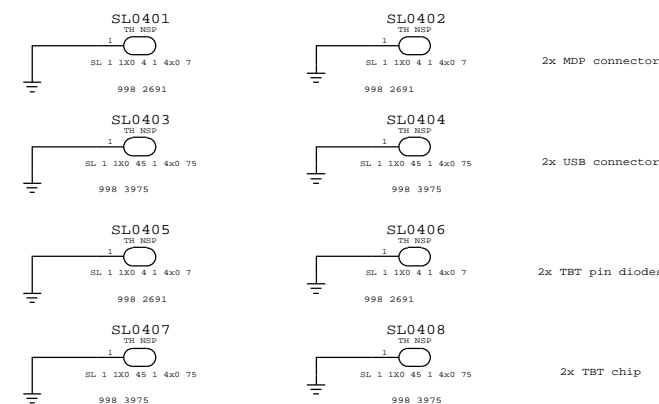 SL0401
TH NSP
1
SL 1 1X0 4 1 4x0 7
998 2691
SL0402
TH NSP
1
SL 1 1X0 4 1 4x0 7
998 2691
2x MDP connector
SL0403
TH NSP
1
SL 1 1X0 45 1 4x0 75
998 3975
SL0404
TH NSP
1
SL 1 1X0 45 1 4x0 75
998 3975
2x USB connector
SL0405
TH NSP
1
SL 1 1X0 4 1 4x0 7
998 2691
SL0406
TH NSP
1
SL 1 1X0 4 1 4x0 7
998 2691
2x TBT pin diodes
SL0407
TH NSP
1
SL 1 1X0 45 1 4x0 75
998 3975
SL0408
TH NSP
1
SL 1 1X0 45 1 4x0 75
998 3975
2x TBT chip